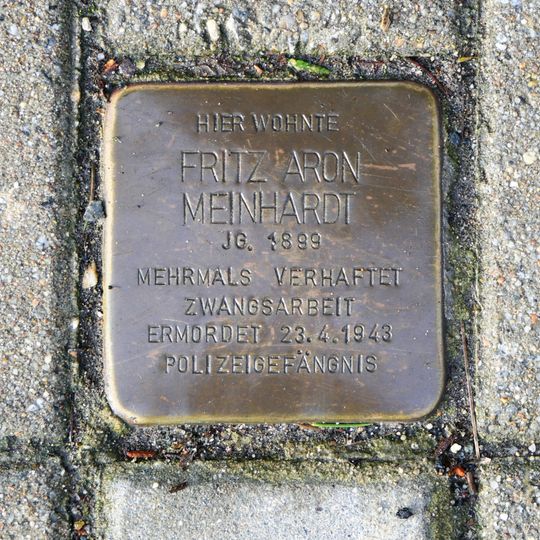 HIER WOHNTE
FRITZ ARON
MEINHARDT
JG. 1899
MEHRMALS VERHAFTET
ZWANGSARBEIT
ERMORDET 23.4.1943
POLIZEIGEFÄNGNIS